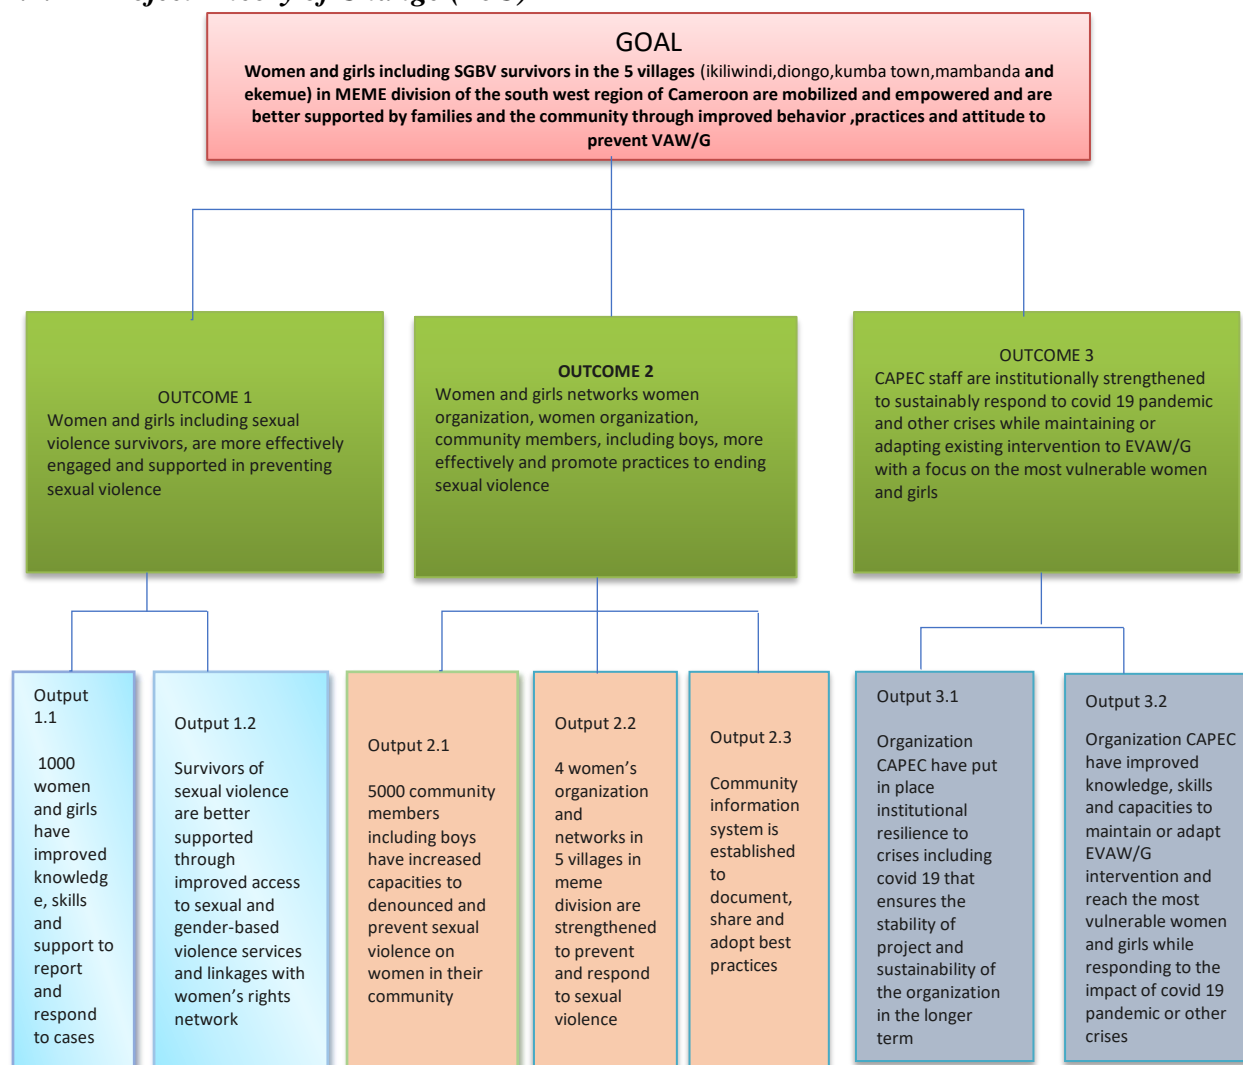 Project Theory of Change (ToC)
GOAL
Women and girls including SGBV survivors in the 5 villages (ikiliwindi,diongo,kumba town,mambanda and
ekemue) in MEME division of the south west region of Cameroon are mobilized and empowered and are
better supported by families and the community through improved behavior ,practices and attitude to
prevent VAW/G
OUTCOME 1
Women and girls including sexual
violence survivors, are more effectively
engaged and supported in preventing
sexual violence
OUTCOME 2
Women and girls networks women
organization, women organization,
community members, including boys, more
effectively and promote practices to ending
sexual violence
OUTCOME 3
CAPEC staff are institutionally strengthened
to sustainably respond to covid 19 pandemic
and other crises while maintaining or
adapting existing intervention to EVAW/G
with a focus on the most vulnerable women
and girls
Output
1.1
1000
women
and girls
have
improved
knowledg
e, skills
and
support to
report
and
respond
to cases
Output 1.2
Survivors of
sexual violence
are better
supported
through
improved access
to sexual and
gender-based
violence services
and linkages with
women's rights
network
Output 2.1
5000 community
members
including boys
have increased
capacities to
denounced and
prevent sexual
violence on
women in their
community
Output 2.2
4 women's
organization
and
networks in
5 villages in
meme
division are
strengthened
to prevent
and respond
to sexual
violence
Output 2.3
Community
information
system is
established
to
document,
share and
adopt best
practices
Output 3.1
Organization
CAPEC have put
in place
institutional
resilience to
crises including
covid 19 that
ensures the
stability of
project and
sustainability of
the organization
in the longer
term
Output 3.2
Organization CAPEC
have improved
knowledge, skills
and capacities to
maintain or adapt
EVAW/G
intervention and
reach the most
vulnerable women
and girls while
responding to the
impact of covid 19
pandemic or other
crises